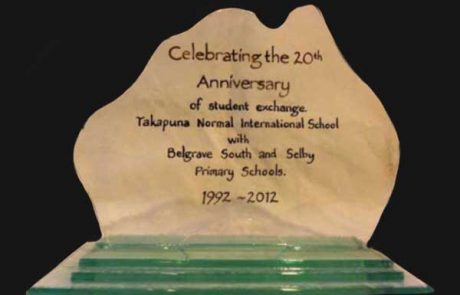 Celebrating the 20th
Anniversary
of student exchange.
Takapuna Normal International School
with
Belgrave South and Selby
Primary Schools.
1992 ~ 2012